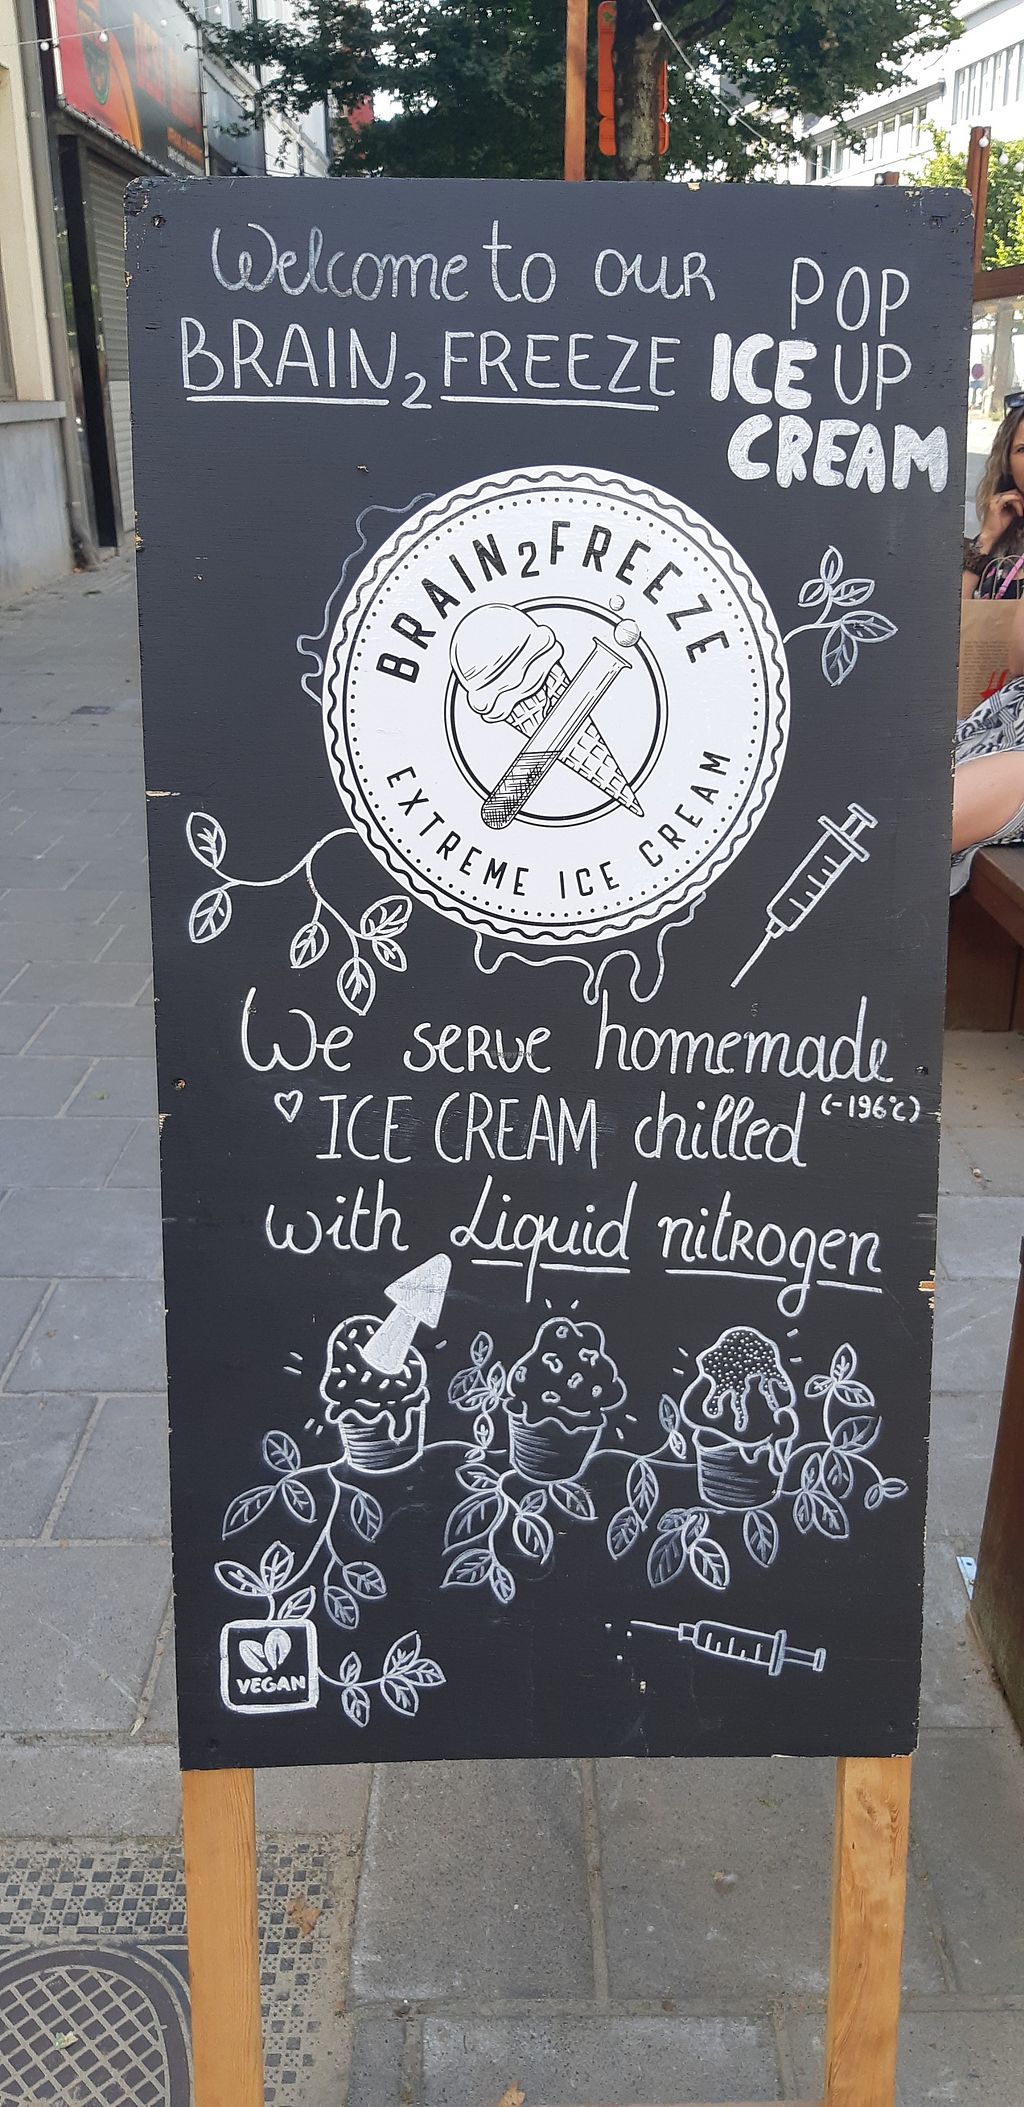 Welcome to our
BRAIN2FREEZE
POP
ICE UP
CREAM
BRAIN2FREEZE
EXTREME ICE CREAM
We serve homemade
ICE CREAM chilled (-196°C)
with Liquid nitrogen
VEGAN